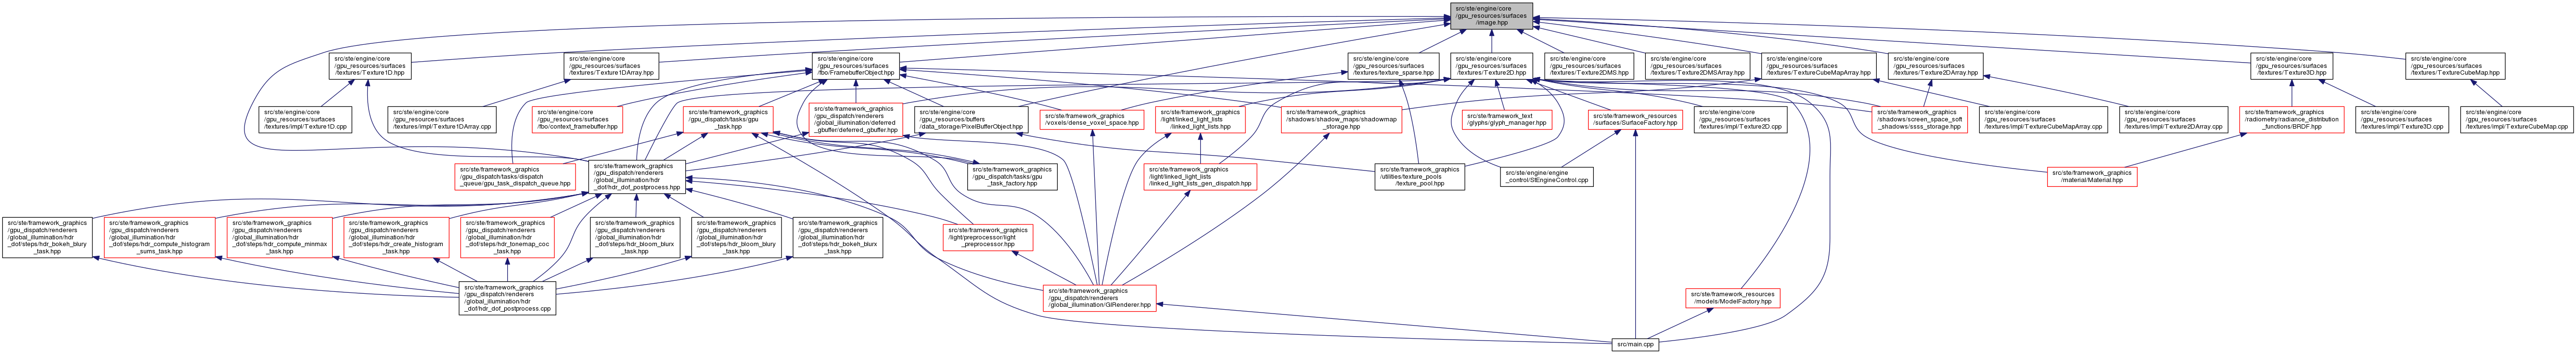 src/ste/engine/core
/gpu_resources/surfaces
/image.hpp
src/ste/engine/core
/gpu_resources/surfaces
/textures/Texture1D.hpp
src/ste/engine/core
/gpu_resources/surfaces
/textures/Texture1DArray.hpp
src/ste/engine/core
/gpu_resources/surfaces
/fbo/FramebufferObject.hpp
src/ste/engine/core
/gpu_resources/surfaces
/textures/texture_sparse.hpp
src/ste/engine/core
/gpu_resources/surfaces
/textures/Texture2D.hpp
src/ste/engine/core
/gpu_resources/surfaces
/textures/Texture2DMS.hpp
src/ste/engine/core
/gpu_resources/surfaces
/textures/Texture2DMSArray.hpp
src/ste/engine/core
/gpu_resources/surfaces
/textures/TextureCubeMapArray.hpp
src/ste/engine/core
/gpu_resources/surfaces
/textures/Texture2DArray.hpp
src/ste/engine/core
/gpu_resources/surfaces
/textures/Texture3D.hpp
src/ste/engine/core
/gpu_resources/surfaces
/textures/TextureCubeMap.hpp
src/ste/engine/core
/gpu_resources/surfaces
/textures/impl/Texture1D.cpp
src/ste/engine/core
/gpu_resources/surfaces
/textures/impl/Texture1DArray.cpp
src/ste/engine/core
/gpu_resources/surfaces
/fbo/context_framebuffer.hpp
src/ste/framework_graphics
/gpu_dispatch/tasks/gpu
_task.hpp
src/ste/framework_graphics
/gpu_dispatch/renderers
/global_illumination/deferred
_gbuffer/deferred_gbuffer.hpp
src/ste/engine/core
/gpu_resources/buffers
/data_storage/PixelBufferObject.hpp
src/ste/framework_graphics
/voxels/dense_voxel_space.hpp
src/ste/framework_graphics
/light/linked_light_lists
/linked_light_lists.hpp
src/ste/framework_graphics
/shadows/shadow_maps/shadowmap
_storage.hpp
src/ste/framework_text
/glyphs/glyph_manager.hpp
src/ste/framework_resources
/surfaces/SurfaceFactory.hpp
src/ste/engine/core
/gpu_resources/surfaces
/textures/impl/Texture2D.cpp
src/ste/framework_graphics
/shadows/screen_space_soft
_shadows/ssss_storage.hpp
src/ste/engine/core
/gpu_resources/surfaces
/textures/impl/TextureCubeMapArray.cpp
src/ste/engine/core
/gpu_resources/surfaces
/textures/impl/Texture2DArray.cpp
src/ste/framework_graphics
/radiometry/radiance_distribution
_functions/BRDF.hpp
src/ste/engine/core
/gpu_resources/surfaces
/textures/impl/Texture3D.cpp
src/ste/engine/core
/gpu_resources/surfaces
/textures/impl/TextureCubeMap.cpp
src/ste/framework_graphics
/gpu_dispatch/tasks/dispatch
_queue/gpu_task_dispatch_queue.hpp
src/ste/framework_graphics
/gpu_dispatch/renderers
/global_illumination/hdr
_dof/hdr_dof_postprocess.hpp
src/ste/framework_graphics
/gpu_dispatch/tasks/gpu
_task_factory.hpp
src/ste/framework_graphics
/light/linked_light_lists
/linked_light_lists_gen_dispatch.hpp
src/ste/framework_graphics
/utilities/texture_pools
/texture_pool.hpp
src/ste/engine/engine
_control/StEngineControl.cpp
src/ste/framework_graphics
/material/Material.hpp
src/ste/framework_graphics
/gpu_dispatch/renderers
/global_illumination/hdr
_dof/steps/hdr_bokeh_blury
_task.hpp
src/ste/framework_graphics
/gpu_dispatch/renderers
/global_illumination/hdr
_dof/steps/hdr_compute_histogram
_sums_task.hpp
src/ste/framework_graphics
/gpu_dispatch/renderers
/global_illumination/hdr
_dof/steps/hdr_compute_minmax
_task.hpp
src/ste/framework_graphics
/gpu_dispatch/renderers
/global_illumination/hdr
_dof/steps/hdr_create_histogram
_task.hpp
src/ste/framework_graphics
/gpu_dispatch/renderers
/global_illumination/hdr
_dof/steps/hdr_tonemap_coc
_task.hpp
src/ste/framework_graphics
/gpu_dispatch/renderers
/global_illumination/hdr
_dof/steps/hdr_bloom_blurx
_task.hpp
src/ste/framework_graphics
/gpu_dispatch/renderers
/global_illumination/hdr
_dof/steps/hdr_bloom_blury
_task.hpp
src/ste/framework_graphics
/gpu_dispatch/renderers
/global_illumination/hdr
_dof/steps/hdr_bokeh_blurx
_task.hpp
src/ste/framework_graphics
/light/preprocessor/light
_preprocessor.hpp
src/ste/framework_graphics
/gpu_dispatch/renderers
/global_illumination/hdr
_dof/hdr_dof_postprocess.cpp
src/ste/framework_graphics
/gpu_dispatch/renderers
/global_illumination/GIRenderer.hpp
src/ste/framework_resources
/models/ModelFactory.hpp
src/main.cpp